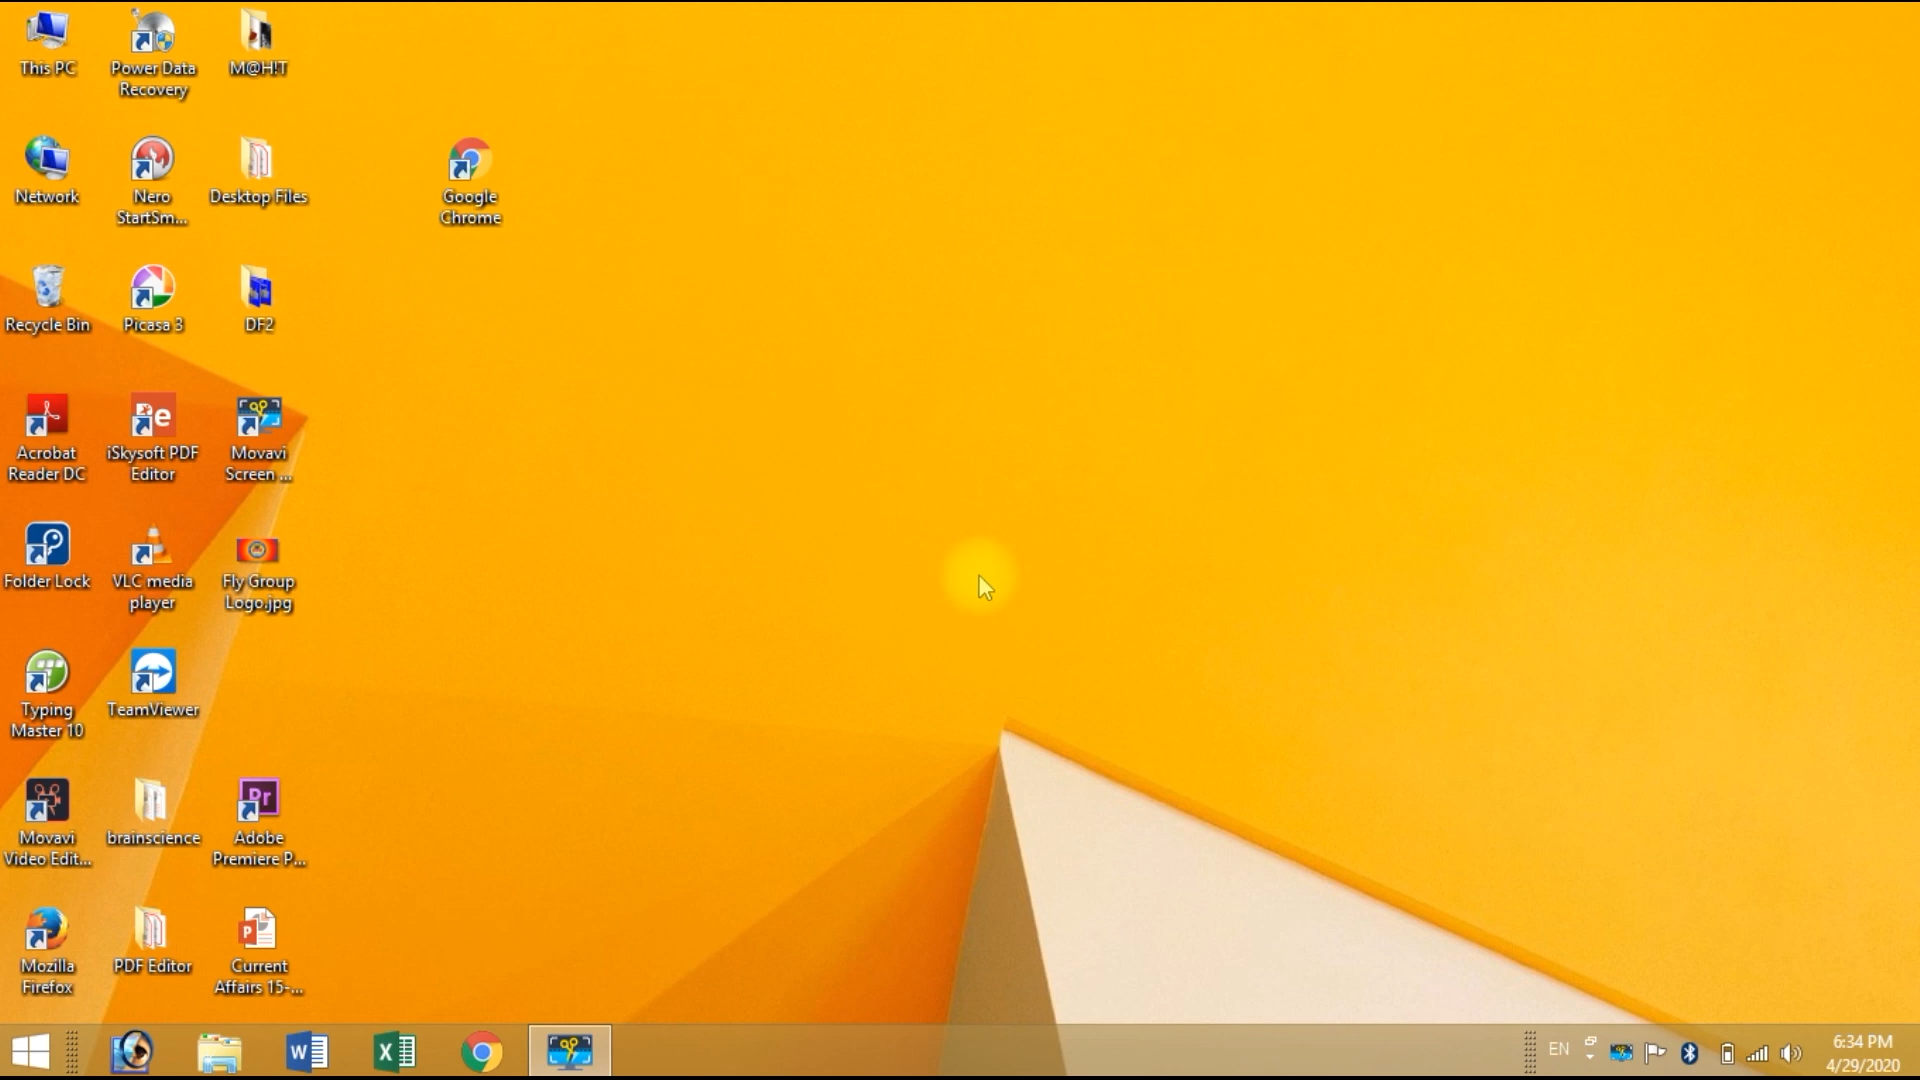 This PC
Power Data
Recovery
M@H!T
Network
Nero
StartSm...
Desktop Files
Google
Chrome
Recycle Bin
Picasa 3
DF2
Acrobat
Reader DC
iSkysoft PDF
Editor
Movavi
Screen ...
Folder Lock
VLC media
player
Fly Group
Logo.jpg
Typing
Master 10
TeamViewer
Movavi
Video Edit...
brainscience
Adobe
Premiere P...
Mozilla
Firefox
PDF Editor
Current
Affairs 15-...
EN
6:34 PM
4/29/2020